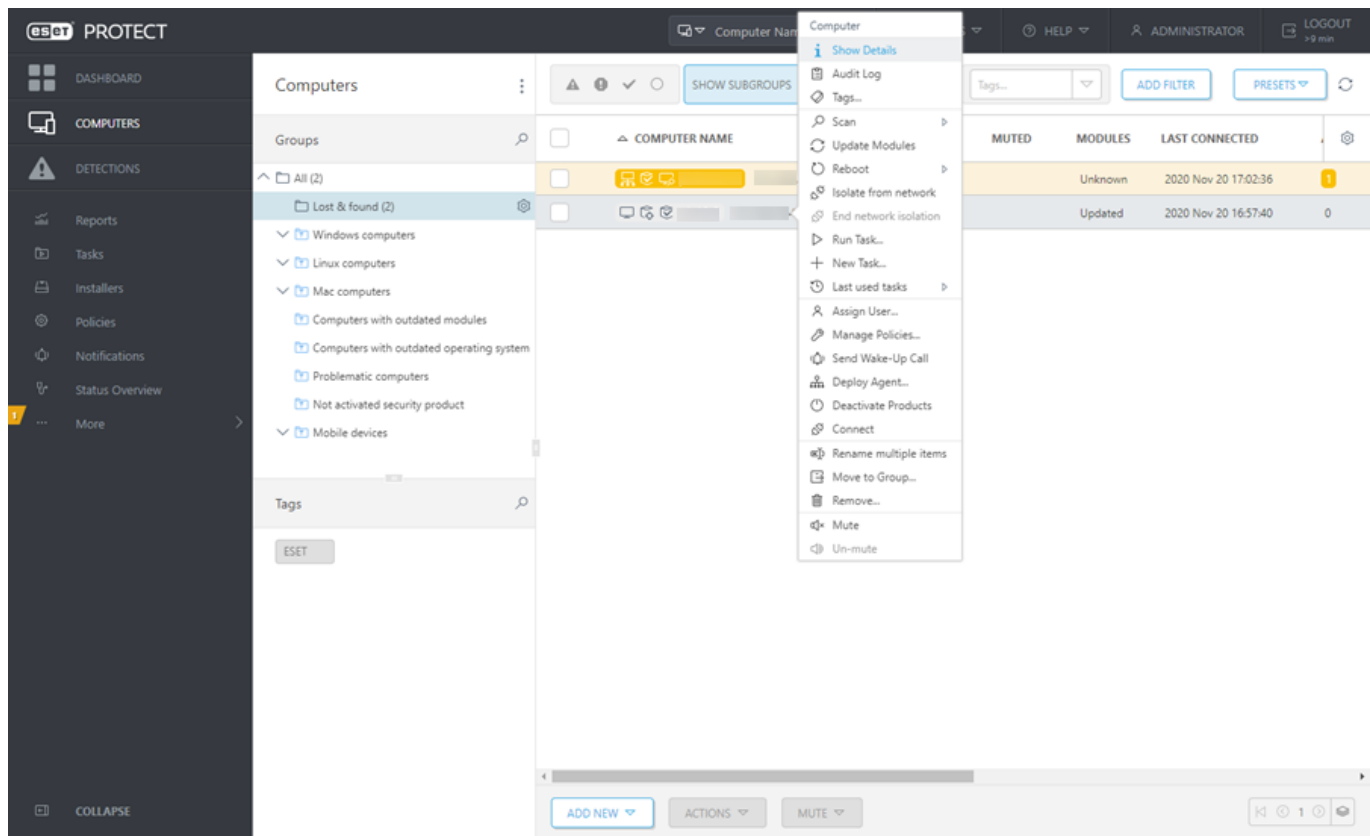 eset PROTECT
Computer Nam
HELP
ADMINISTRATOR
LOGOUT
>9 min
DASHBOARD
COMPUTERS
DETECTIONS
Reports
Tasks
Installers
Policies
Notifications
Status Overview
1
More
COLLAPSE
Computers
Groups
All (2)
Lost & found (2)
Windows computers
Linux computers
Mac computers
Computers with outdated modules
Computers with outdated operating system
Problematic computers
Not activated security product
Mobile devices
Tags
ESET
SHOW SUBGROUPS
Tags...
ADD FILTER
PRESETS
COMPUTER NAME
MUTED
MODULES
LAST CONNECTED
Unknown
2020 Nov 20 17:02:36
1
Updated
2020 Nov 20 16:57:40
0
Computer
Show Details
Audit Log
Tags...
Scan
Update Modules
Reboot
Isolate from network
End network isolation
Run Task...
New Task...
Last used tasks
Assign User...
Manage Policies...
Send Wake-Up Call
Deploy Agent...
Deactivate Products
Connect
Rename multiple items
Move to Group...
Remove...
Mute
Un-mute
ADD NEW
ACTIONS
MUTE
1